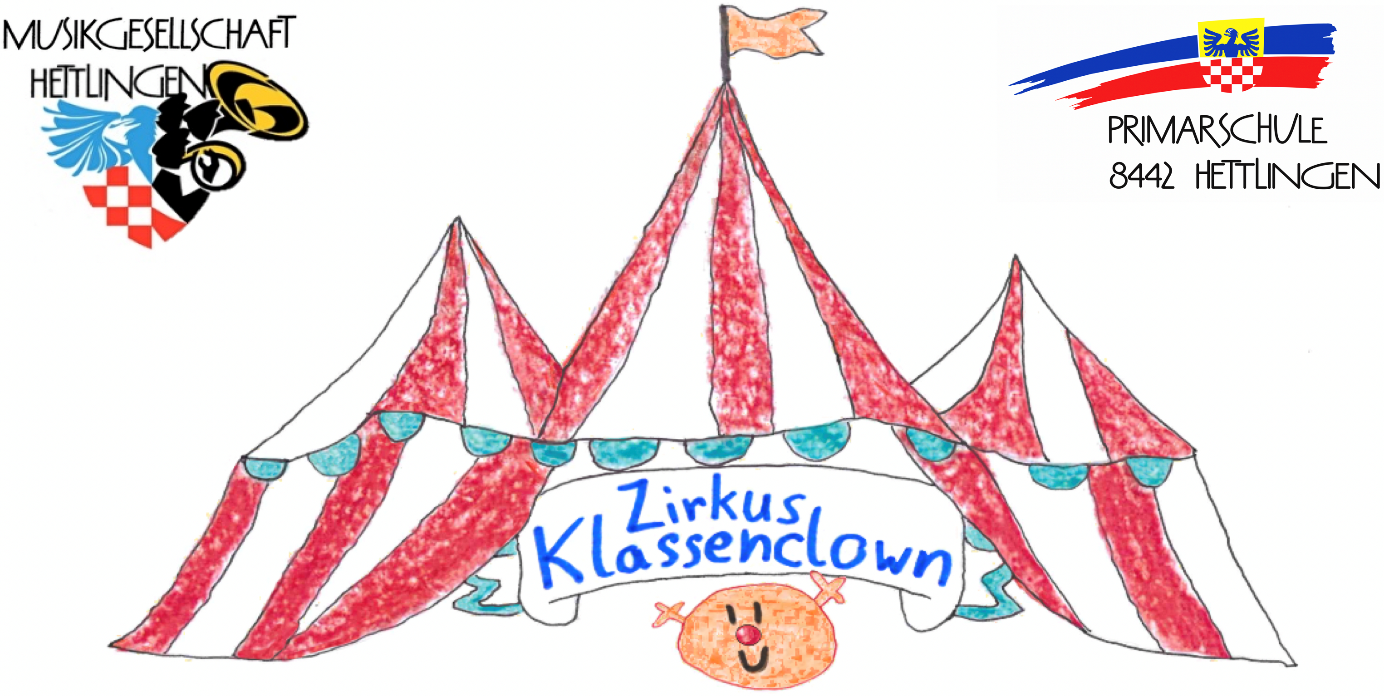 MUSIKGESELLSCHAFT
HETTLINGEN
PRIMARSCHULE
8442 HETTLINGEN
Zirkus
Klassenclown